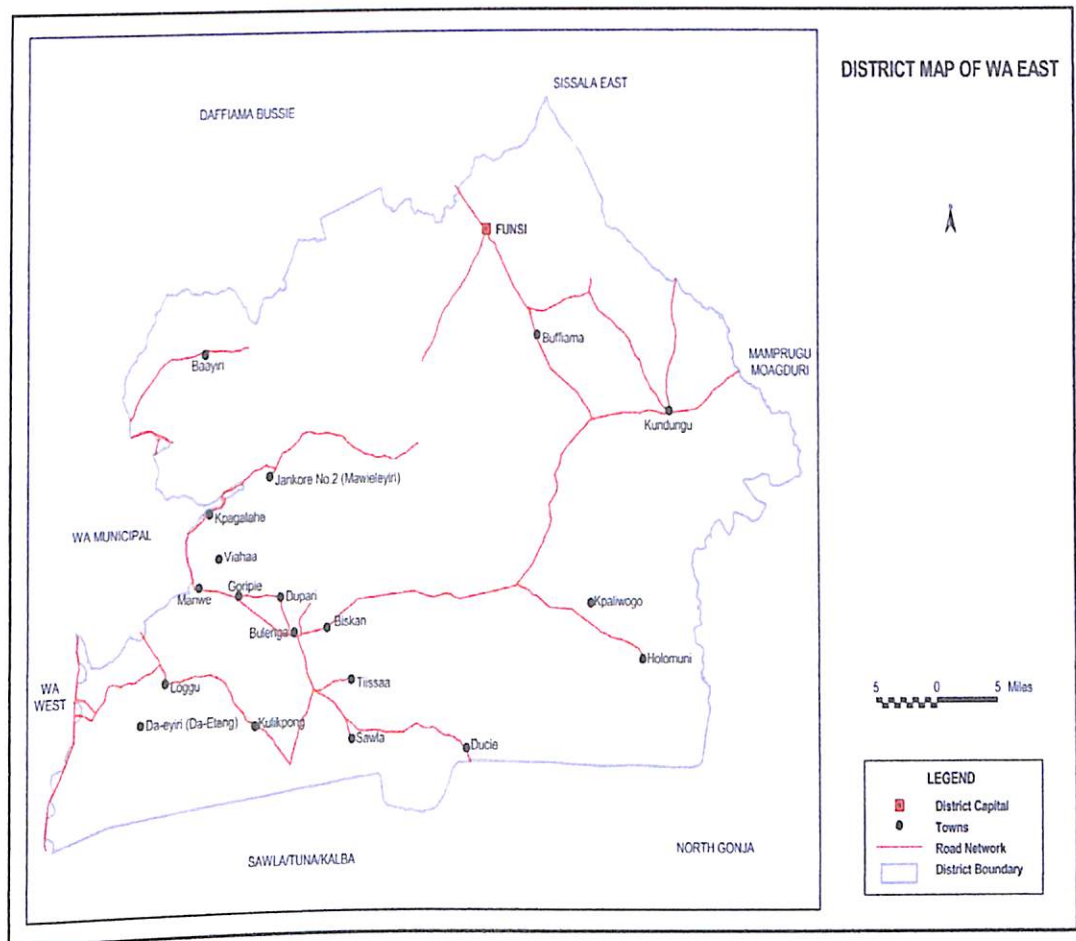 DISTRICT MAP OF WA EAST
SISSALA EAST
DAFFIAMA BUSSIE
FUNSI
Buffiama
MAMPRUGU
MOAGDURI
Baayiri
Kundungu
Jankore No.2 (Mawieleyiri)
Kpagalahe
WA MUNICIPAL
Viahaa
Manwe
Goripie
Dupari
Kpaliwogo
Bulenga
Biskan
Holomuni
Tiissaa
Loggu
WA
WEST
5 0 5 Miles
Da-eyiri (Da-Eteng)
Kulikpong
Sawla
Ducie
LEGEND
District Capital
Towns
Road Network
District Boundary
SAWLA/TUNA/KALBA
NORTH GONJA